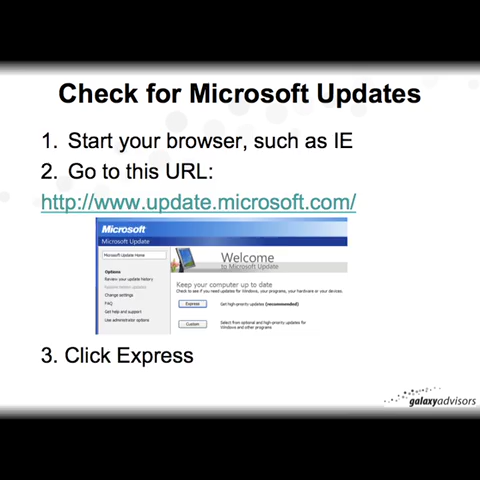 Check for Microsoft Updates
1. Start your browser, such as IE
2. Go to this URL:
http://www.update.microsoft.com/
Microsoft
Microsoft Update
Microsoft Update Home
Welcome
to Microsoft Update
Options
Review your update history
Change settings
FAQ
Get help and support
Use administrator options
Keep your computer up to date
Check to see if you need updates for Windows, your programs, your hardware or your devices.
Express
Get high-priority updates (recommended)
Custom
Select from optional and high-priority updates for
Windows and other programs
3. Click Express
galaxyadvisors